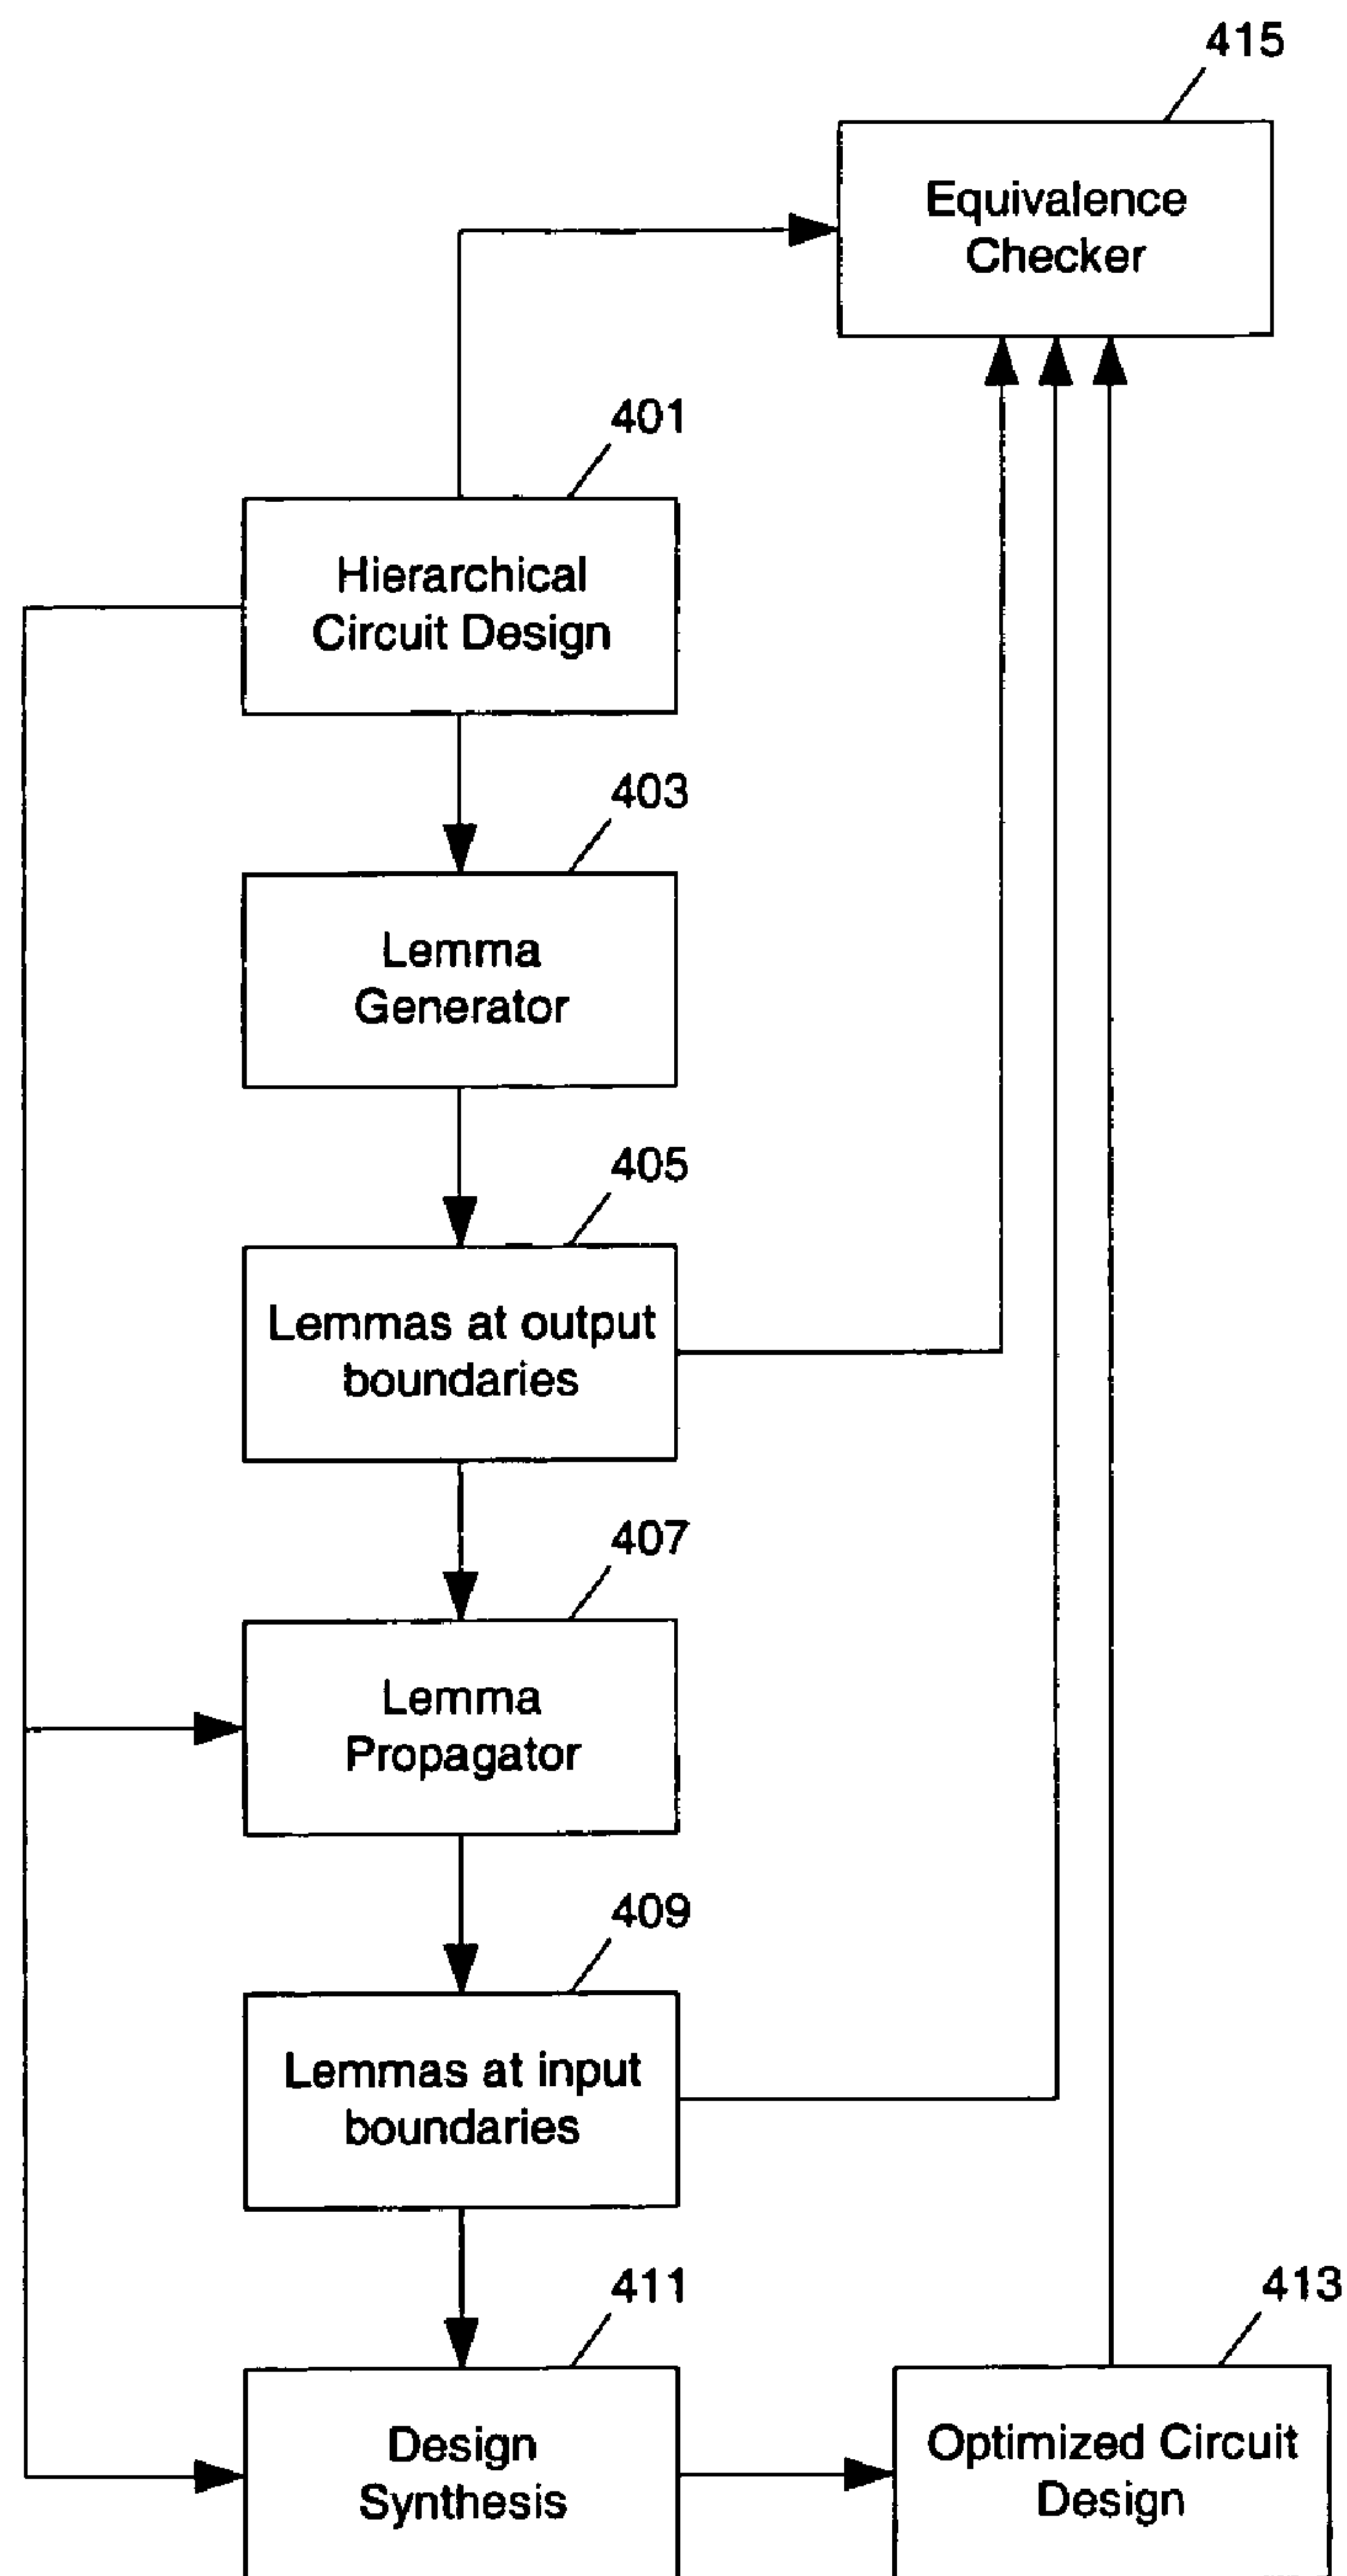 415
Equivalence
Checker
401
Hierarchical
Circuit Design
403
Lemma
Generator
405
Lemmas at output
boundaries
407
Lemma
Propagator
409
Lemmas at input
boundaries
411
Design
Synthesis
413
Optimized Circuit
Design